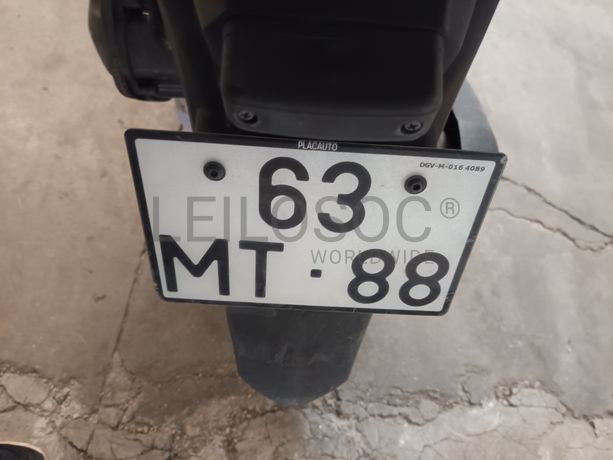 PLACAUTO
DGV-M-016 4089
63
LEILOSOC®
WORLDWIDE
MT·88